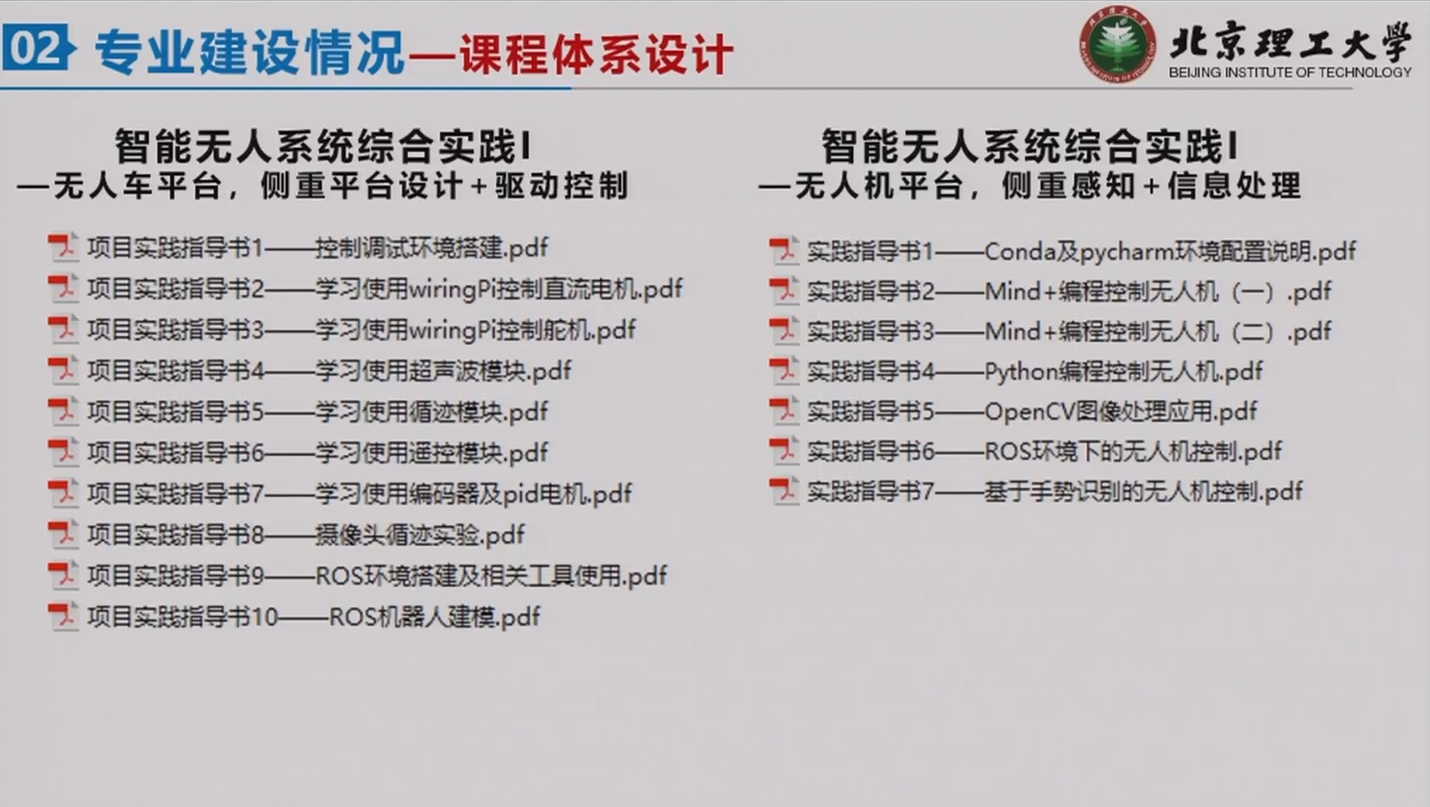 02 专业建设情况—课程体系设计
北京理工大学
BEIJING INSTITUTE OF TECHNOLOGY
智能无人系统综合实践I
—无人车平台，侧重平台设计+驱动控制
项目实践指导书1——控制调试环境搭建.pdf
项目实践指导书2——学习使用wiringPi控制直流电机.pdf
项目实践指导书3——学习使用wiringPi控制舵机.pdf
项目实践指导书4——学习使用超声波模块.pdf
项目实践指导书5——学习使用循迹模块.pdf
项目实践指导书6——学习使用遥控模块.pdf
项目实践指导书7——学习使用编码器及pid电机.pdf
项目实践指导书8——摄像头循迹实验.pdf
项目实践指导书9——ROS环境搭建及相关工具使用.pdf
项目实践指导书10——ROS机器人建模.pdf
智能无人系统综合实践I
—无人机平台，侧重感知+信息处理
实践指导书1——Conda及pycharm环境配置说明.pdf
实践指导书2——Mind+编程控制无人机（一）.pdf
实践指导书3——Mind+编程控制无人机（二）.pdf
实践指导书4——Python编程控制无人机.pdf
实践指导书5——OpenCV图像处理应用.pdf
实践指导书6——ROS环境下的无人机控制.pdf
实践指导书7——基于手势识别的无人机控制.pdf